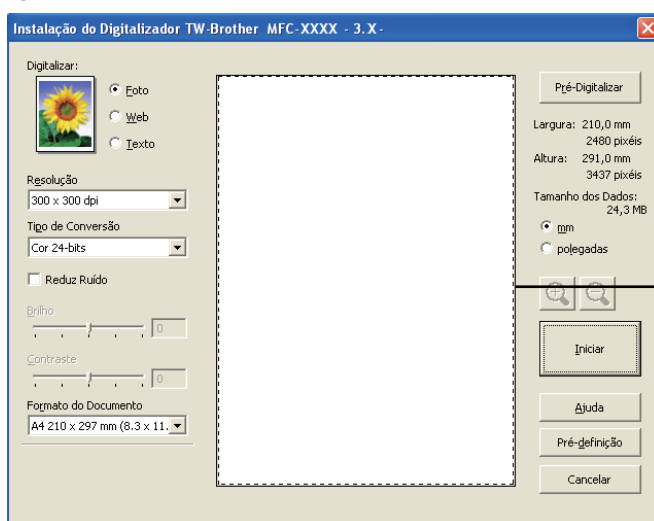 Instalação do Digitalizador TW-Brother MFC-XXXX - 3.X-
Digitalizar:
Foto
Web
Texto
Resolução
300 x 300 dpi
Tipo de Conversão
Cor 24-bits
Reduz Ruído
Brilho
0
Contraste
0
Formato do Documento
A4 210 x 297 mm (8.3 x 11.
Pré-Digitalizar
Largura: 210,0 mm
2480 pixéis
Altura: 291,0 mm
3437 pixéis
Tamanho dos Dados:
24,3 MB
mm
polegadas
Iniciar
Ajuda
Pré-definição
Cancelar